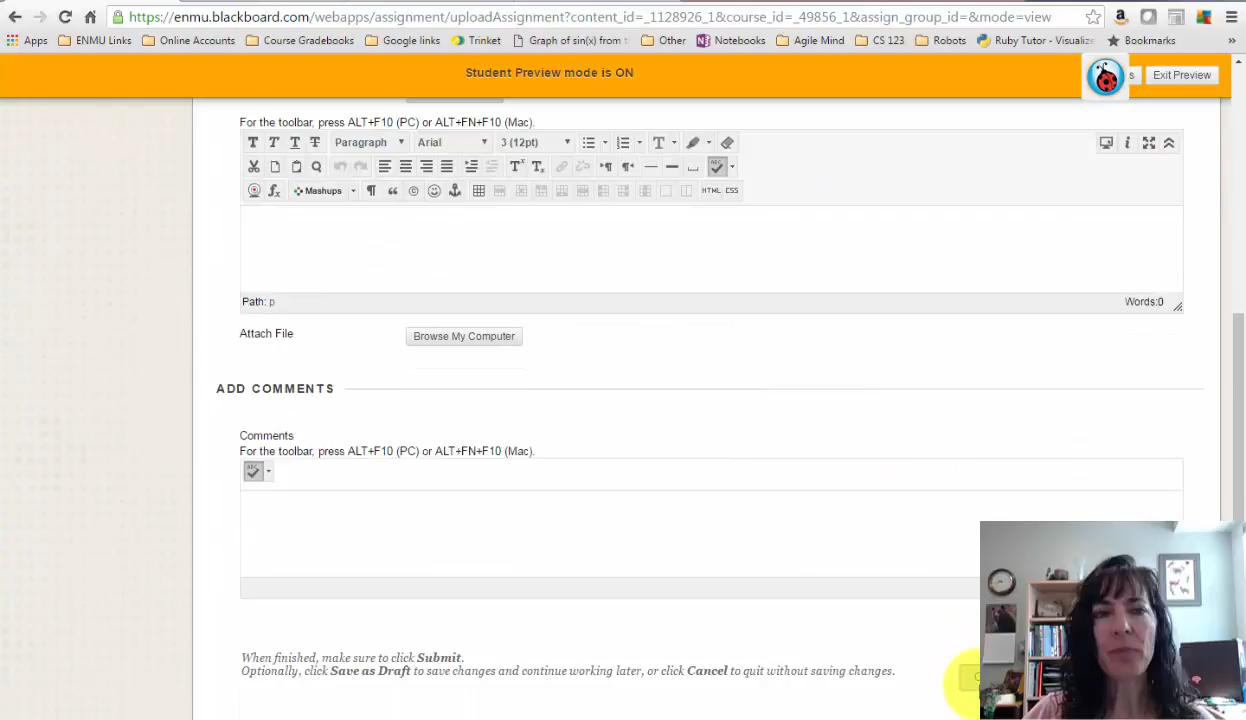 https://enmu.blackboard.com/webapps/assignment/uploadAssignment?content_id=_1128926_1&course_id=_49856_1&assign_group_id=&mode=view
Apps ENMU Links Online Accounts Course Gradebooks Google links Trinket Graph of sin(x) from Other Notebooks Agile Mind CS 123 Robots Ruby Tutor - Visualiz Bookmarks »
Student Preview mode is ON
s Exit Preview
For the toolbar, press ALT+F10 (PC) or ALT+FN+F10 (Mac).
T T T T Paragraph Arial 3 (12pt) T
ABC
fx Mashups HTML CSS
Path: p Words:0
Attach File Browse My Computer
ADD COMMENTS
Comments
For the toolbar, press ALT+F10 (PC) or ALT+FN+F10 (Mac).
ABC
When finished, make sure to click Submit.
Optionally, click Save as Draft to save changes and continue working later, or click Cancel to quit without saving changes.